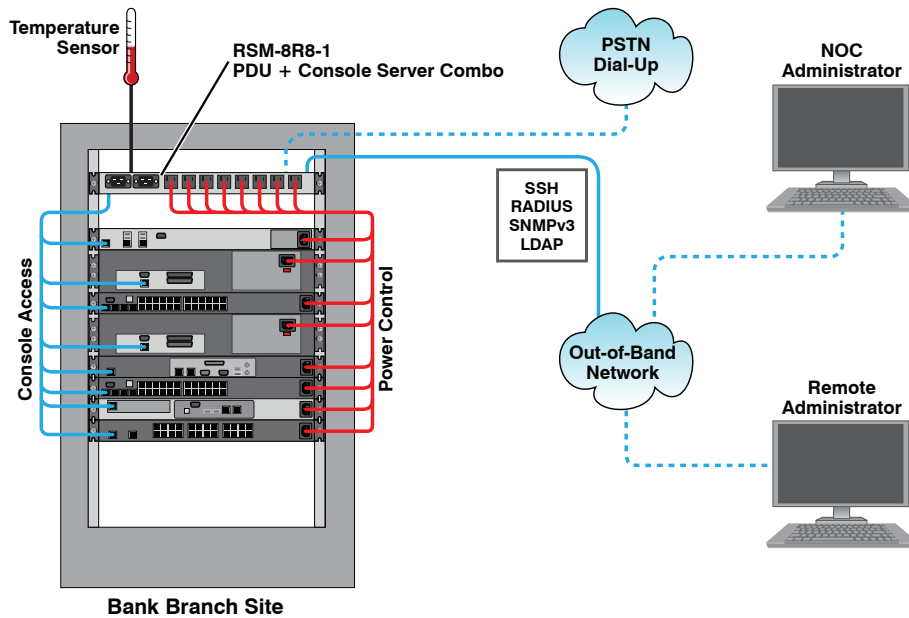 Temperature
Sensor
RSM-8R8-1
PDU + Console Server Combo
PSTN
Dial-Up
NOC
Administrator
SSH
RADIUS
SNMPv3
LDAP
Console Access
Power Control
Out-of-Band
Network
Remote
Administrator
Bank Branch Site